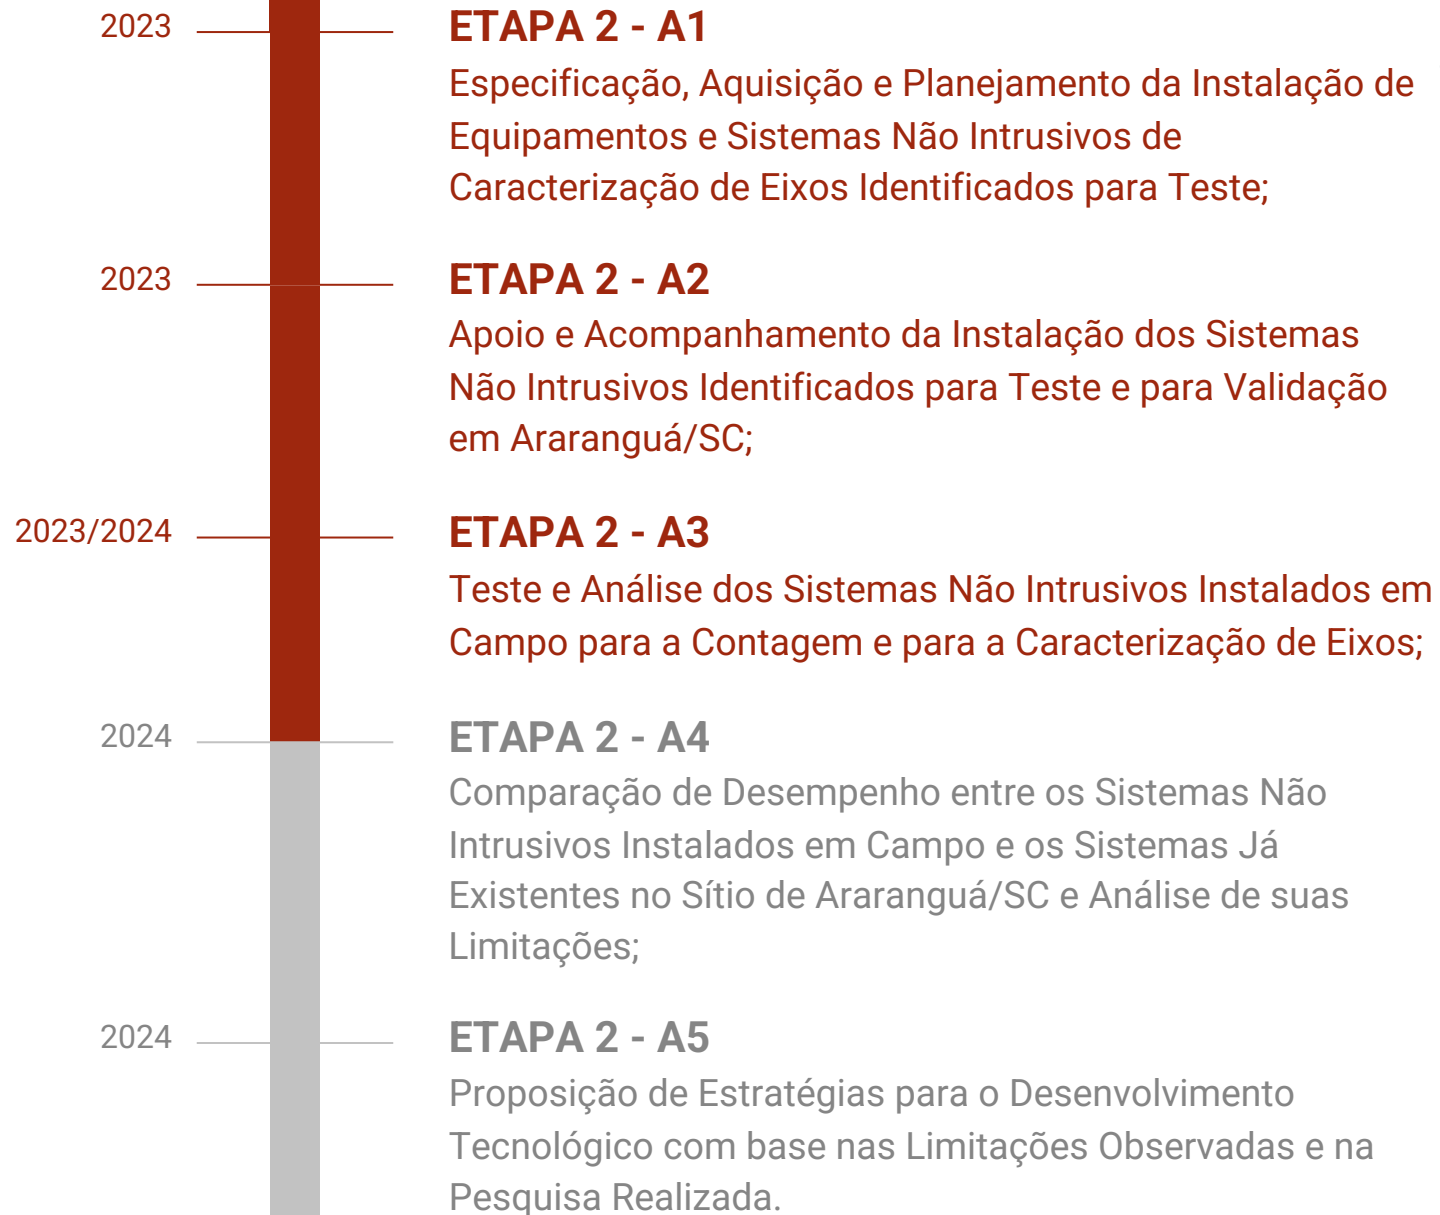 2023
ETAPA 2 - A1
Especificação, Aquisição e Planejamento da Instalação de
Equipamentos e Sistemas Não Intrusivos de
Caracterização de Eixos Identificados para Teste;
2023
ETAPA 2 - A2
Apoio e Acompanhamento da Instalação dos Sistemas
Não Intrusivos Identificados para Teste e para Validação
em Araranguá/SC;
2023/2024
ETAPA 2 - A3
Teste e Análise dos Sistemas Não Intrusivos Instalados em
Campo para a Contagem e para a Caracterização de Eixos;
2024
ETAPA 2 - A4
Comparação de Desempenho entre os Sistemas Não
Intrusivos Instalados em Campo e os Sistemas Já
Existentes no Sítio de Araranguá/SC e Análise de suas
Limitações;
2024
ETAPA 2 - A5
Proposição de Estratégias para o Desenvolvimento
Tecnológico com base nas Limitações Observadas e na
Pesquisa Realizada.